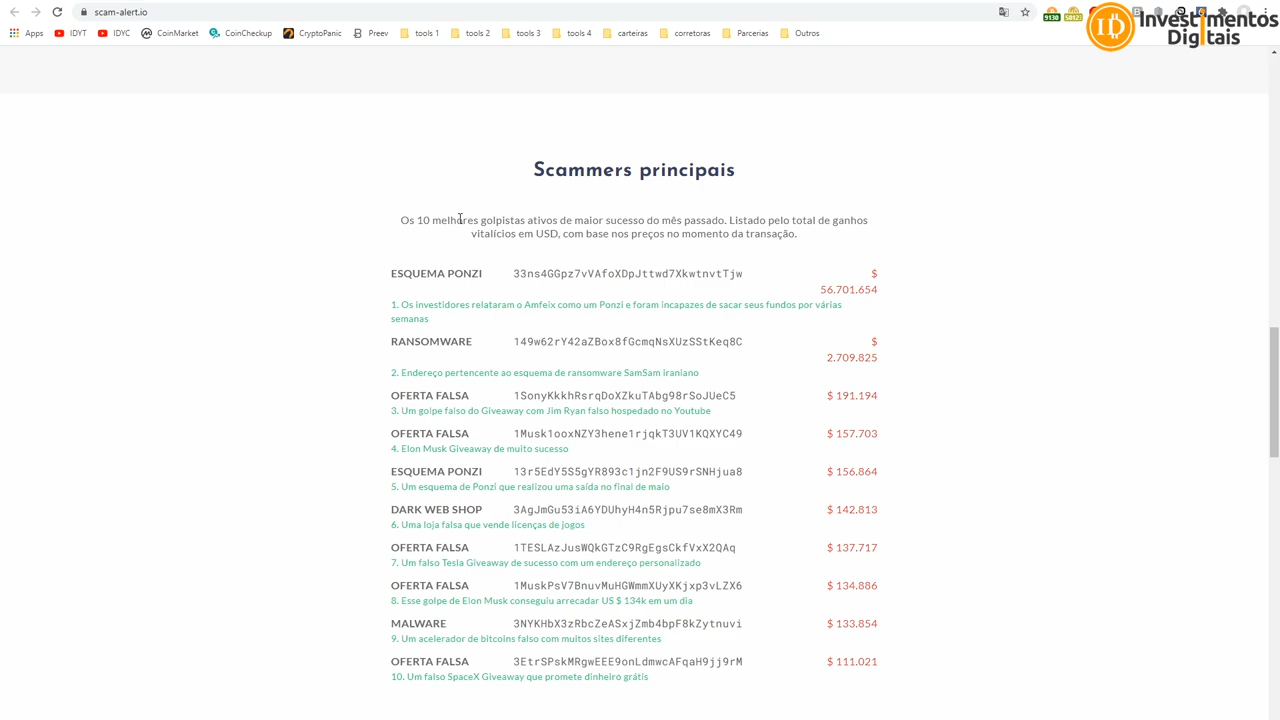 scam-alert.io
9130 50123
Investimentos
Digitais
Apps IDYT IDYC CoinMarket CoinCheckup CryptoPanic Preev tools 1 tools 2 tools 3 tools 4 carteiras corretoras Parcerias Outros
Scammers principais
Os 10 melhores golpistas ativos de maior sucesso do mês passado. Listado pelo total de ganhos
vitalícios em USD, com base nos preços no momento da transação.
ESQUEMA PONZI 33ns4GGpz7vVAfoXDpJttwd7XkwtnvtTjw $
56.701.654
1. Os investidores relataram o Amfeix como um Ponzi e foram incapazes de sacar seus fundos por várias
semanas
RANSOMWARE 149w62rY42aZBox8fGcmqNsXUzSStKeq8C $
2.709.825
2. Endereço pertencente ao esquema de ransomware SamSam iraniano
OFERTA FALSA 1SonyKkkhRsrqDoXZkuTAbg98rSoJUeC5 $ 191.194
3. Um golpe falso do Giveaway com Jim Ryan falso hospedado no Youtube
OFERTA FALSA 1Musk1ooxNZY3hene1rjqkT3UV1KQXYC49 $ 157.703
4. Elon Musk Giveaway de muito sucesso
ESQUEMA PONZI 13r5EdY5S5gYR893c1jn2F9US9rSNHjua8 $ 156.864
5. Um esquema de Ponzi que realizou uma saída no final de maio
DARK WEB SHOP 3AgJmGu53iA6YDUhyH4n5Rjpu7se8mX3Rm $ 142.813
6. Uma loja falsa que vende licenças de jogos
OFERTA FALSA 1TESLAzJusWQkGTzC9RgEgsCkfVxX2QAq $ 137.717
7. Um falso Tesla Giveaway de sucesso com um endereço personalizado
OFERTA FALSA 1MuskPsV7BnuvMuHGWmmXUyXKjxp3vLZX6 $ 134.886
8. Esse golpe de Elon Musk conseguiu arrecadar US $ 134k em um dia
MALWARE 3NYKHbX3zRbcZeASxjZmb4bpF8kZytnuvi $ 133.854
9. Um acelerador de bitcoins falso com muitos sites diferentes
OFERTA FALSA 3EtrSPskMRgwEEE9onLdmwcAFqaH9jj9rM $ 111.021
10. Um falso SpaceX Giveaway que promete dinheiro grátis